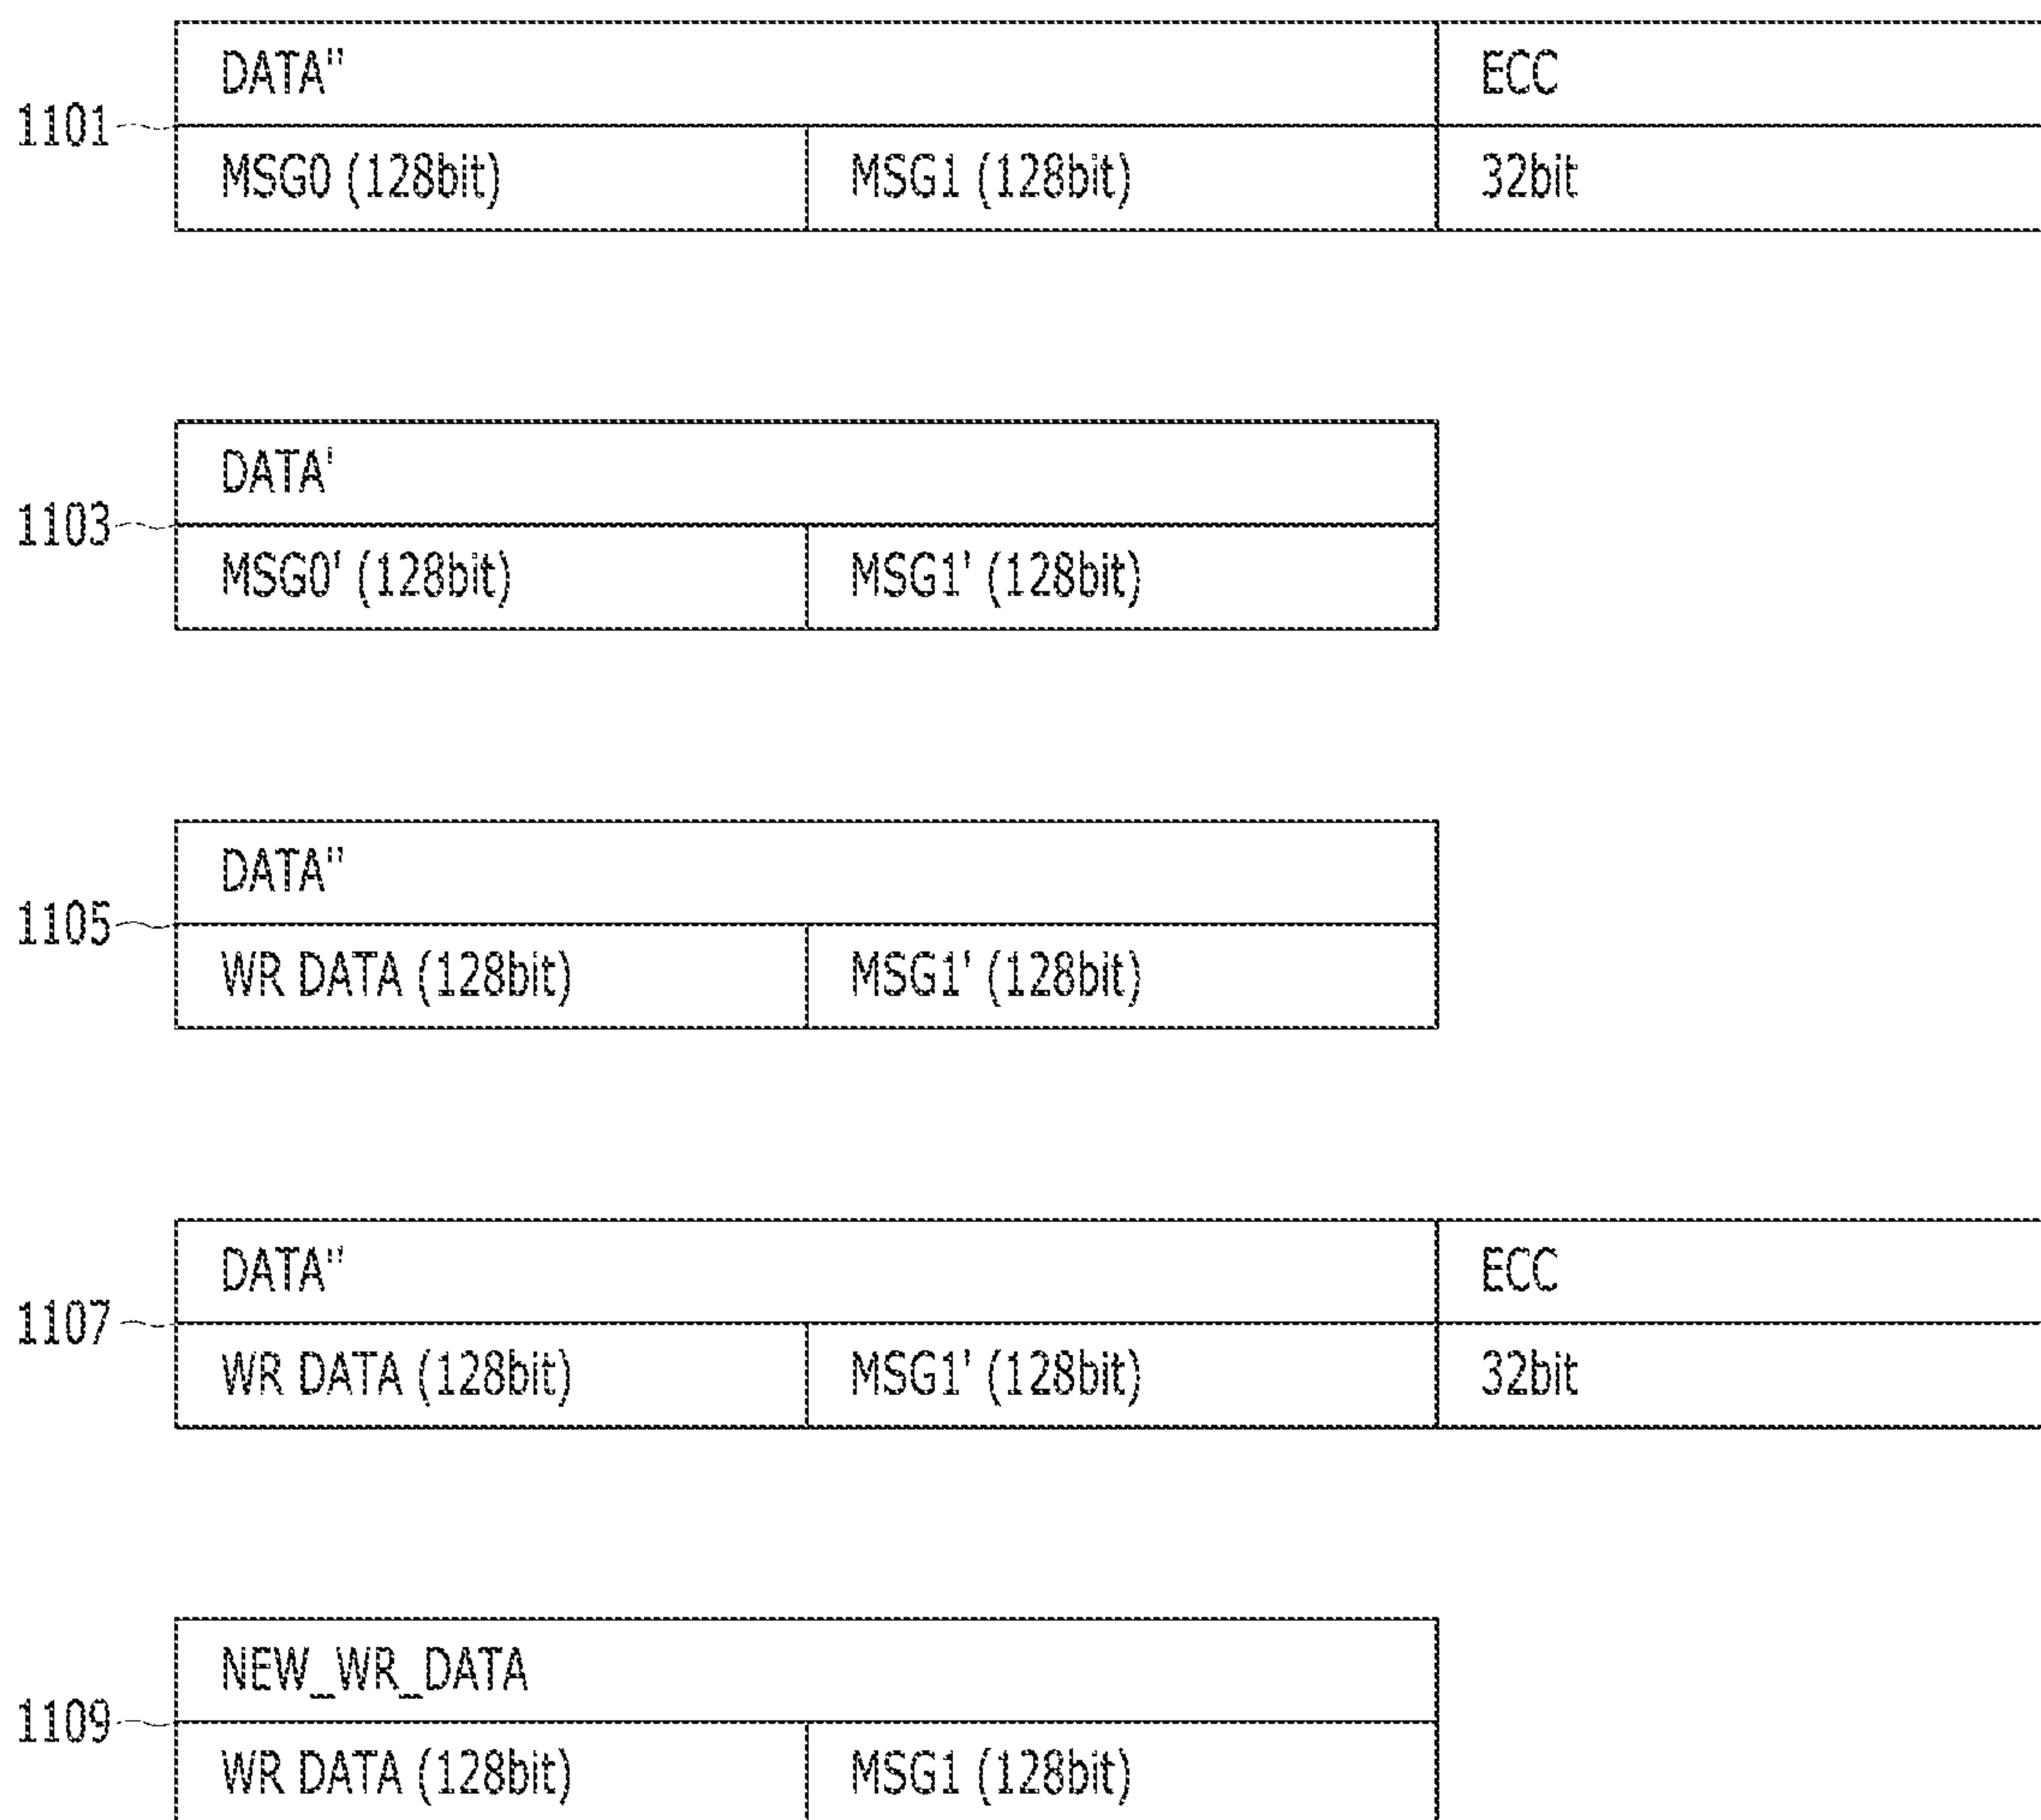 DATA" ECC
1101
MSG0 (128bit) MSG1 (128bit) 32bit
DATA'
1103
MSG0' (128bit) MSG1' (128bit)
DATA"
1105
WR DATA (128bit) MSG1' (128bit)
DATA" ECC
1107
WR DATA (128bit) MSG1' (128bit) 32bit
NEW_WR_DATA
1109
WR DATA (128bit) MSG1 (128bit)